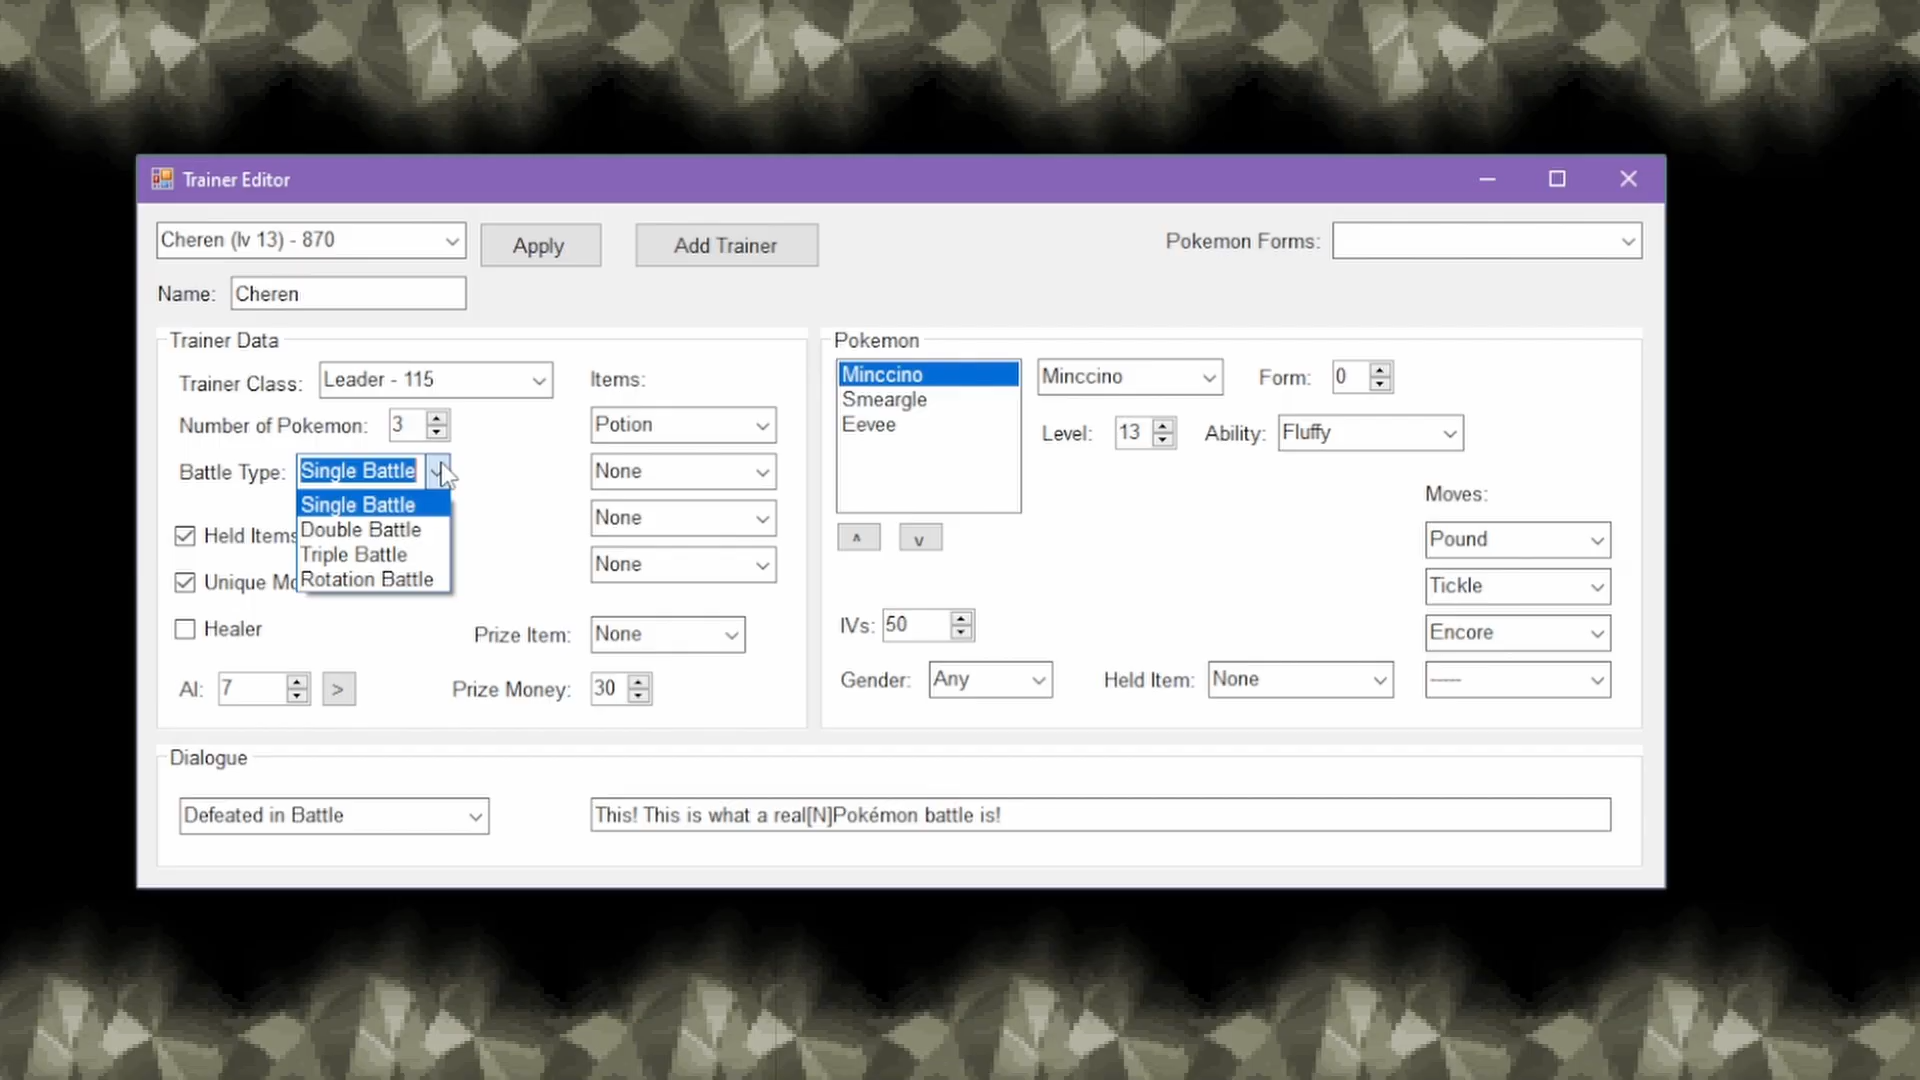 Trainer Editor
Cheren (lv 13) - 870
Apply
Add Trainer
Pokemon Forms:
Name: Cheren
Trainer Data
Trainer Class: Leader - 115
Number of Pokemon: 3
Battle Type: Single Battle
Single Battle
Double Battle
Triple Battle
Rotation Battle
Held Items
Unique Mo
Healer
AI: 7 >
Items:
Potion
None
None
None
Prize Item: None
Prize Money: 30
Pokemon
Minccino
Smeargle
Eevee
^ v
Minccino
Form: 0
Level: 13
Ability: Fluffy
Moves:
Pound
Tickle
Encore
-----
IVs: 50
Gender: Any
Held Item: None
Dialogue
Defeated in Battle
This! This is what a real[N]Pokémon battle is!